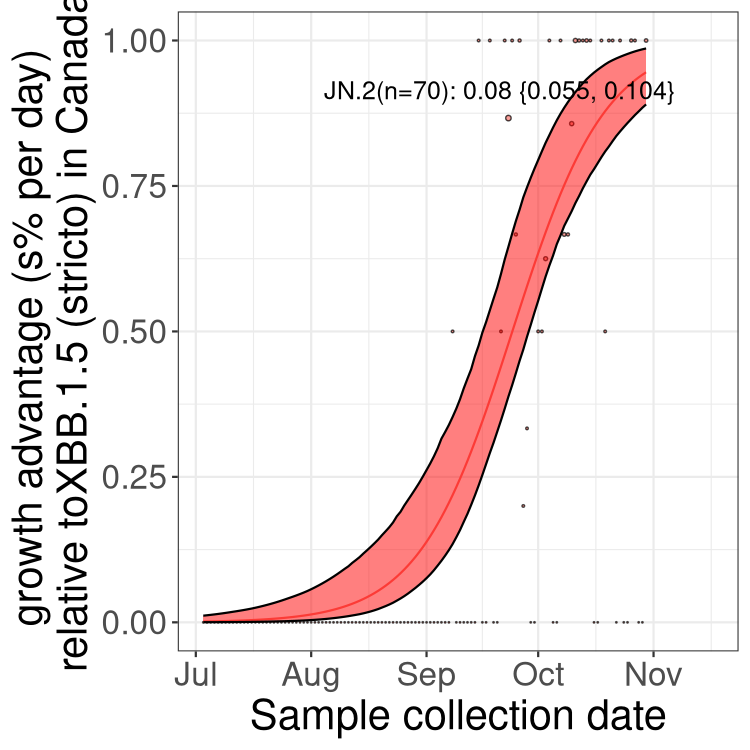 growth advantage (s% per day)
relative toXBB.1.5 (stricto) in Canada
1.00
0.75
0.50
0.25
0.00
JN.2(n=70): 0.08 {0.055, 0.104}
Jul Aug Sep Oct Nov
Sample collection date